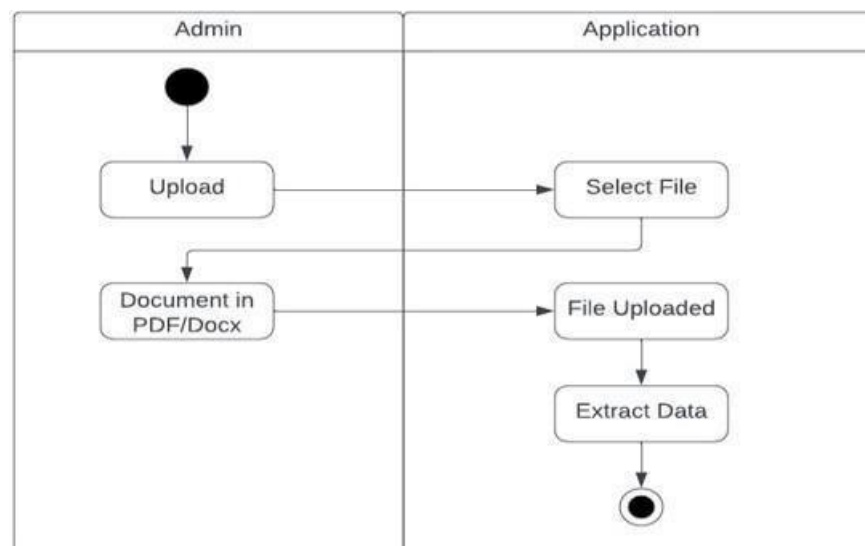 Admin
Application
Upload
Select File
Document in
PDF/Docx
File Uploaded
Extract Data